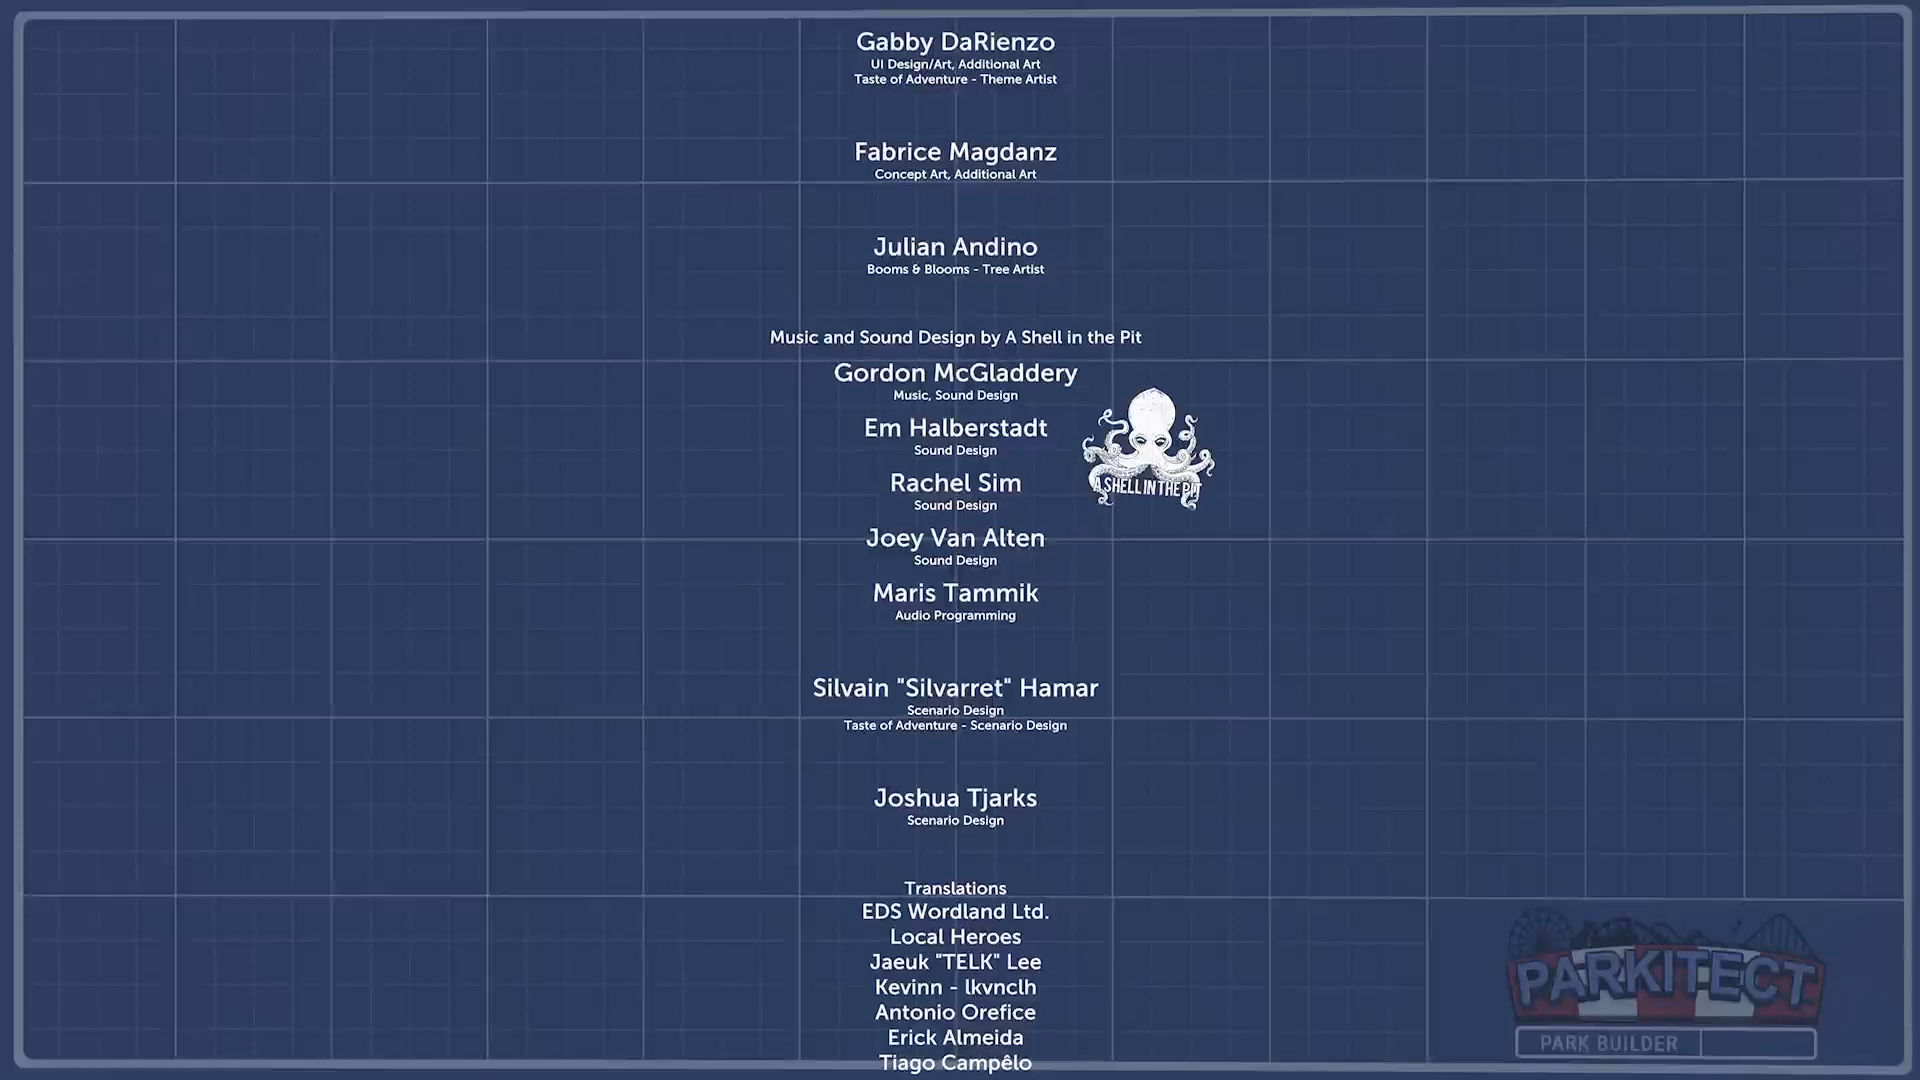 Gabby DaRienzo
UI Design/Art, Additional Art
Taste of Adventure - Theme Artist
Fabrice Magdanz
Concept Art, Additional Art
Julian Andino
Booms & Blooms - Tree Artist
Music and Sound Design by A Shell in the Pit
Gordon McGladdery
Music, Sound Design
Em Halberstadt
Sound Design
Rachel Sim
Sound Design
A SHELL IN THE PIT
Joey Van Alten
Sound Design
Maris Tammik
Audio Programming
Silvain "Silvarret" Hamar
Scenario Design
Taste of Adventure - Scenario Design
Joshua Tjarks
Scenario Design
Translations
EDS Wordland Ltd.
Local Heroes
Jaeuk "TELK" Lee
Kevinn - lkvnclh
Antonio Orefice
Erick Almeida
Tiago Campêlo
PARKITECT
PARK BUILDER